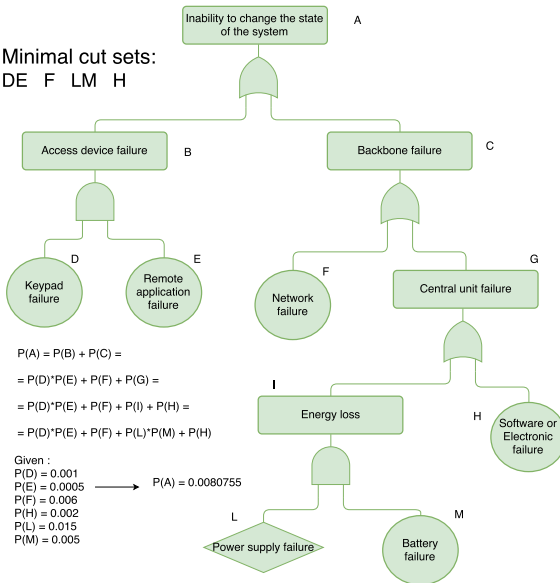 Inability to change the state
of the system
A
Minimal cut sets:
DE F LM H
Access device failure
B
Backbone failure
C
D
E
Keypad
failure
Remote
application
failure
F
Network
failure
G
Central unit failure
P(A) = P(B) + P(C) =
= P(D)*P(E) + P(F) + P(G) =
= P(D)*P(E) + P(F) + P(I) + P(H) =
= P(D)*P(E) + P(F) + P(L)*P(M) + P(H)
I
Energy loss
H
Software or
Electronic
failure
Given :
P(D) = 0.001
P(E) = 0.0005
P(F) = 0.006
P(H) = 0.002
P(L) = 0.015
P(M) = 0.005
P(A) = 0.0080755
L
Power supply failure
M
Battery
failure